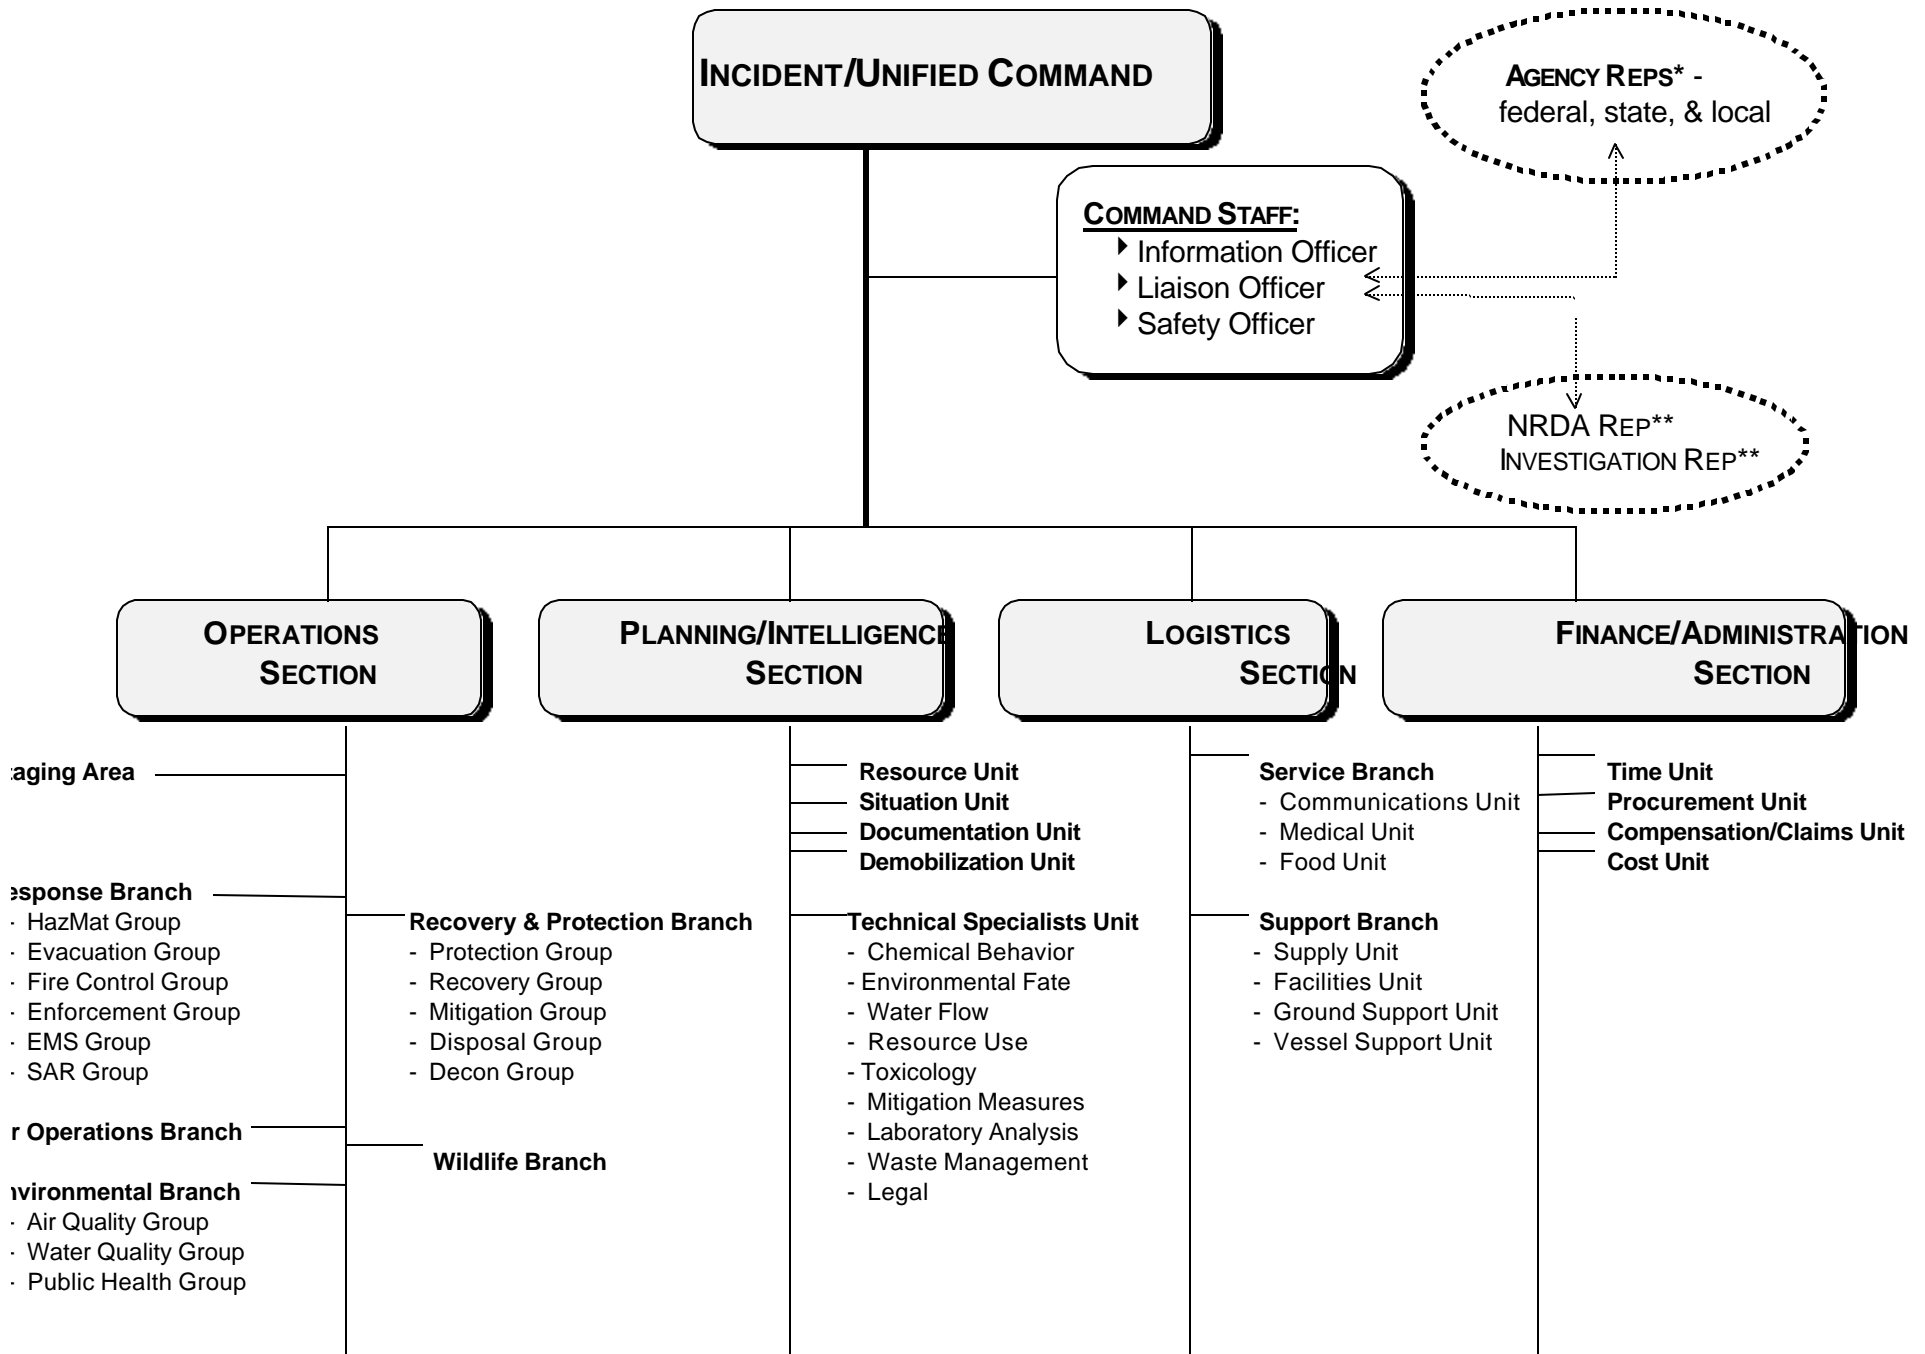 INCIDENT/UNIFIED COMMAND
AGENCY REPS* -
federal, state, & local
COMMAND STAFF:
Information Officer
Liaison Officer
Safety Officer
NRDA REP**
INVESTIGATION REP**
OPERATIONS
SECTION
PLANNING/INTELLIGENCE
SECTION
LOGISTICS
SECTION
FINANCE/ADMINISTRATION
SECTION
aging Area
esponse Branch
- HazMat Group
- Evacuation Group
- Fire Control Group
- Enforcement Group
- EMS Group
- SAR Group
r Operations Branch
nvironmental Branch
- Air Quality Group
- Water Quality Group
- Public Health Group
Recovery & Protection Branch
- Protection Group
- Recovery Group
- Mitigation Group
- Disposal Group
- Decon Group
Wildlife Branch
Resource Unit
Situation Unit
Documentation Unit
Demobilization Unit
Technical Specialists Unit
- Chemical Behavior
- Environmental Fate
- Water Flow
- Resource Use
- Toxicology
- Mitigation Measures
- Laboratory Analysis
- Waste Management
- Legal
Service Branch
- Communications Unit
- Medical Unit
- Food Unit
Support Branch
- Supply Unit
- Facilities Unit
- Ground Support Unit
- Vessel Support Unit
Time Unit
Procurement Unit
Compensation/Claims Unit
Cost Unit